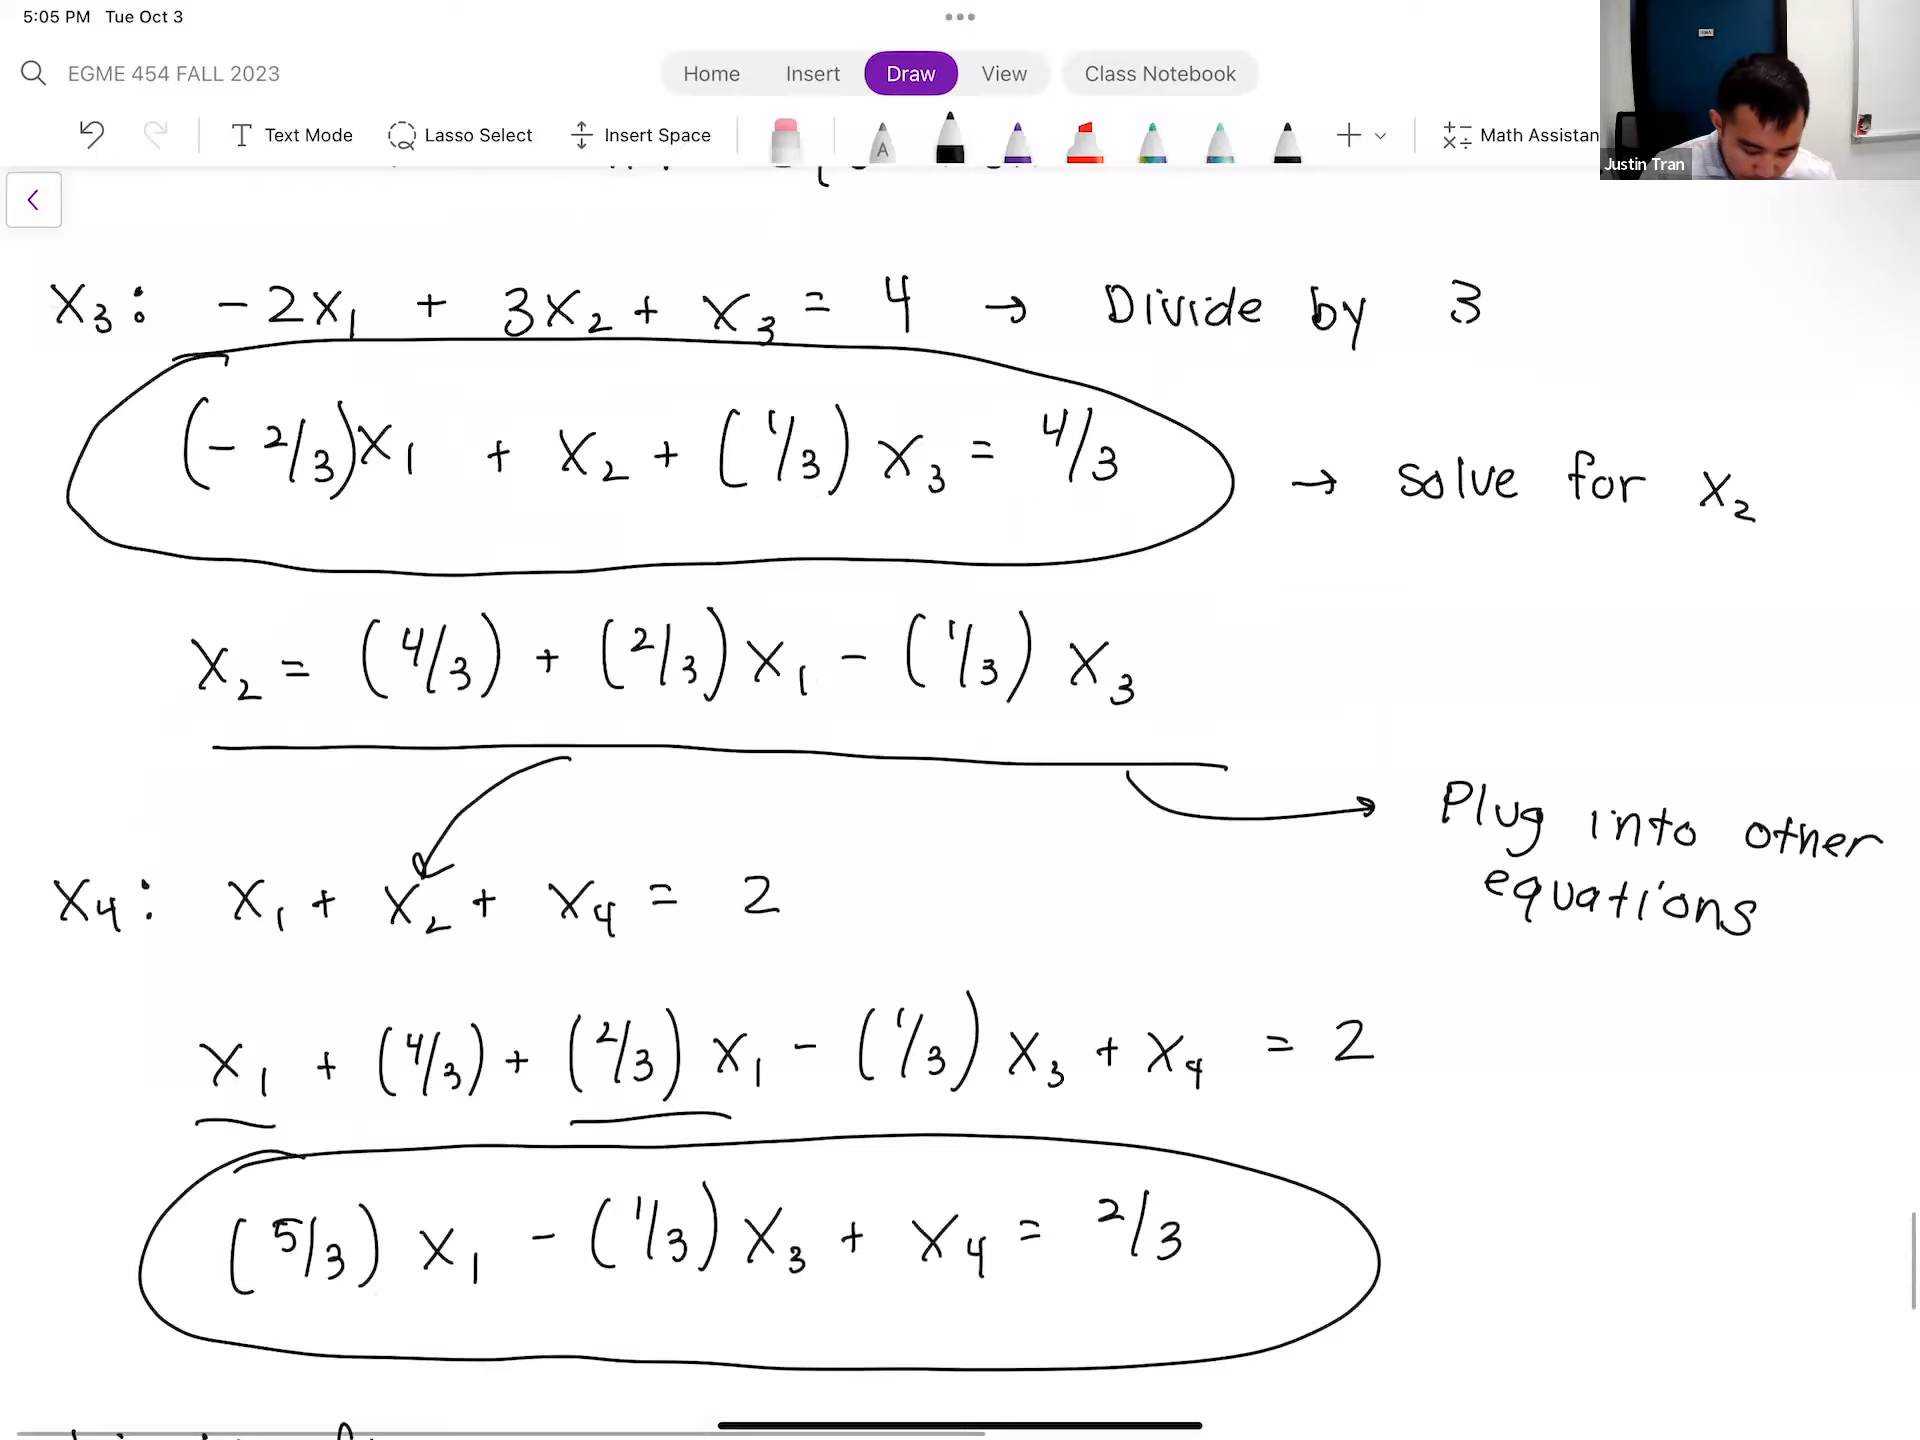 5:05 PM Tue Oct 3
EGME 454 FALL 2023
Home Insert Draw View Class Notebook
Text Mode Lasso Select Insert Space A Math Assistan
Justin Tran
X₃: -2X₁ + 3X₂ + X₃ = 4 → Divide by 3
(-2/3)X₁ + X₂ + (1/3) X₃ = 4/3
→ solve for X₂
X₂ = (4/3) + (2/3) X₁ - (1/3) X₃
Plug into other
equations
X₄: X₁ + X₂ + X₄ = 2
X₁ + (4/3) + (2/3) X₁ - (1/3) X₃ + X₄ = 2
(5/3) X₁ - (1/3) X₃ + X₄ = 2/3